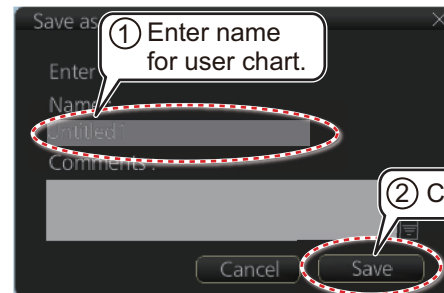 Save as
① Enter name
for user chart.
Enter
Name
Untitled1
Comments :
② C
Cancel
Save